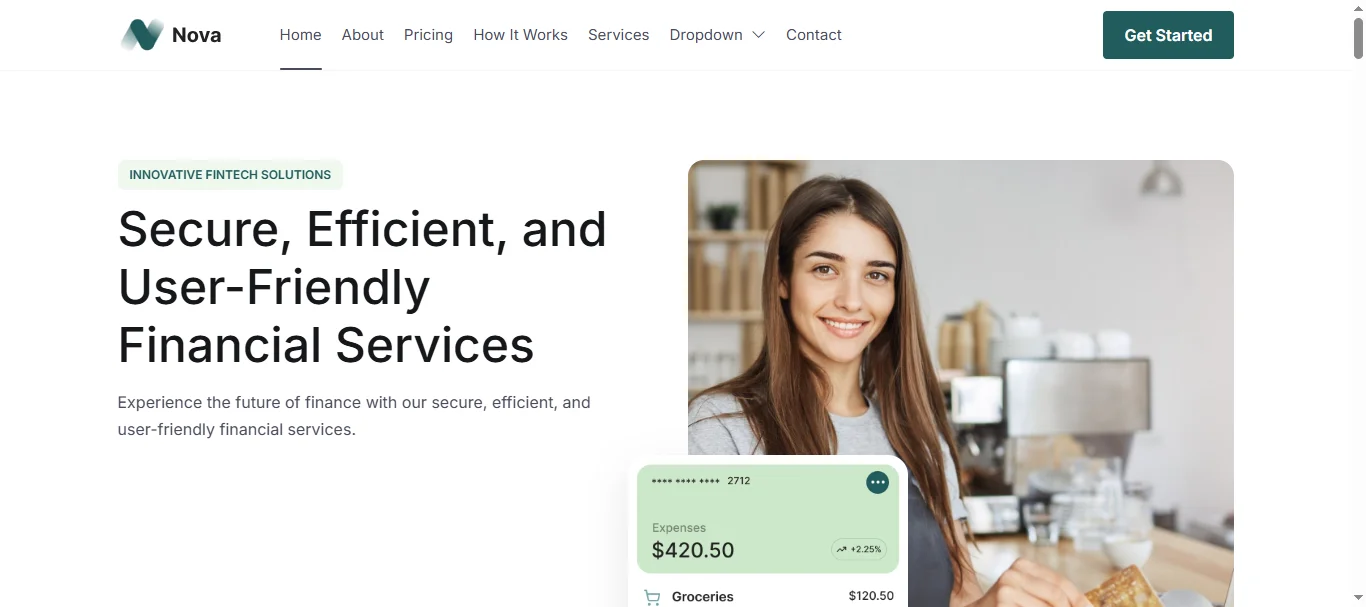 Nova
Home
About
Pricing
How It Works
Services
Dropdown
Contact
Get Started
INNOVATIVE FINTECH SOLUTIONS
Secure, Efficient, and
User-Friendly
Financial Services
Experience the future of finance with our secure, efficient, and
user-friendly financial services.
**** **** **** 2712
Expenses
$420.50
+2.25%
Groceries
$120.50